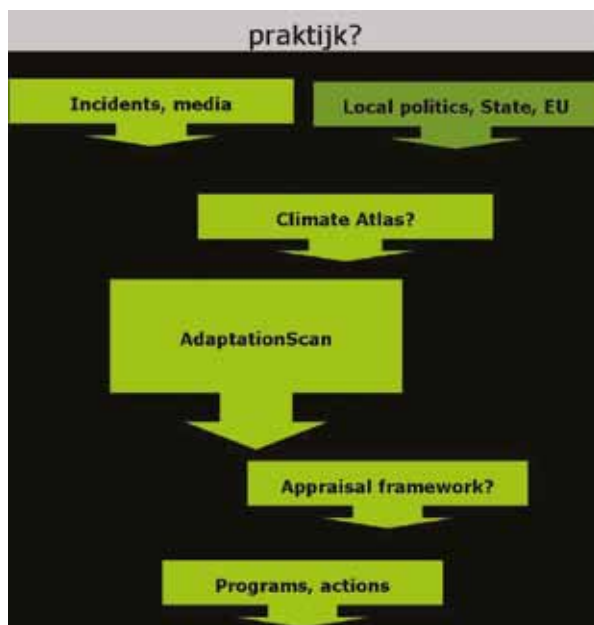 praktijk?
Incidents, media
Local politics, State, EU
Climate Atlas?
AdaptationScan
Appraisal framework?
Programs, actions